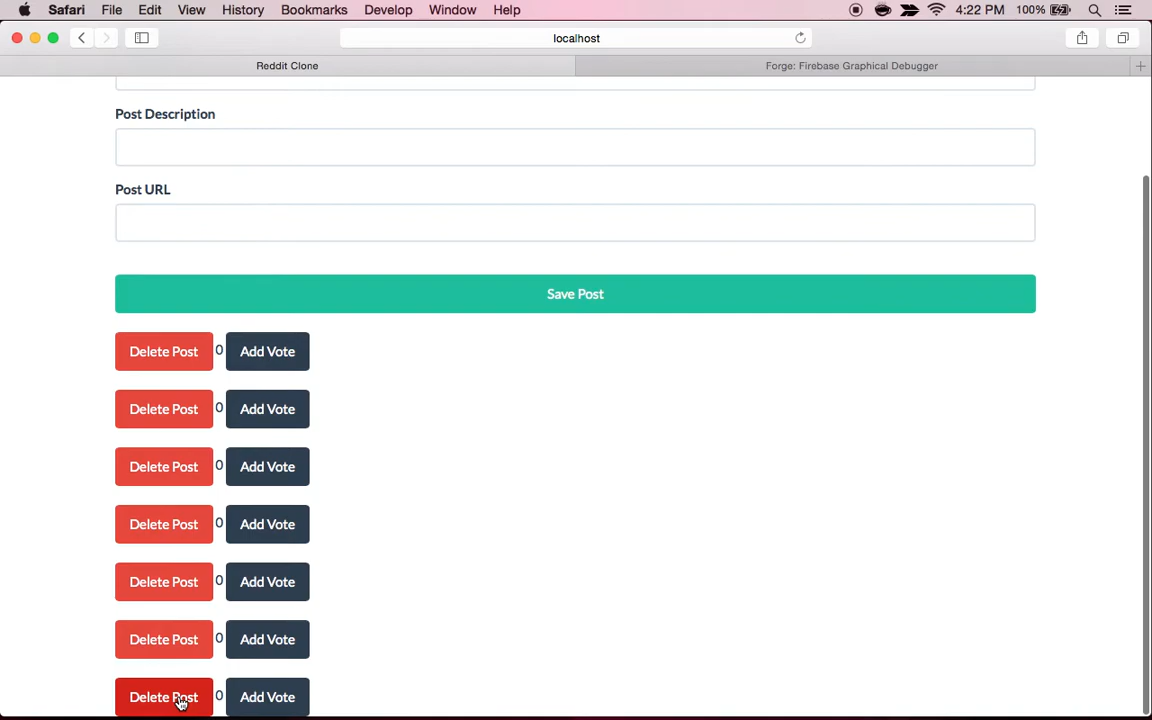 Safari File Edit View History Bookmarks Develop Window Help 4:22 PM 100%
localhost
Reddit Clone Forge: Firebase Graphical Debugger
Post Description
Post URL
Save Post
Delete Post 0 Add Vote
Delete Post 0 Add Vote
Delete Post 0 Add Vote
Delete Post 0 Add Vote
Delete Post 0 Add Vote
Delete Post 0 Add Vote
Delete Post 0 Add Vote